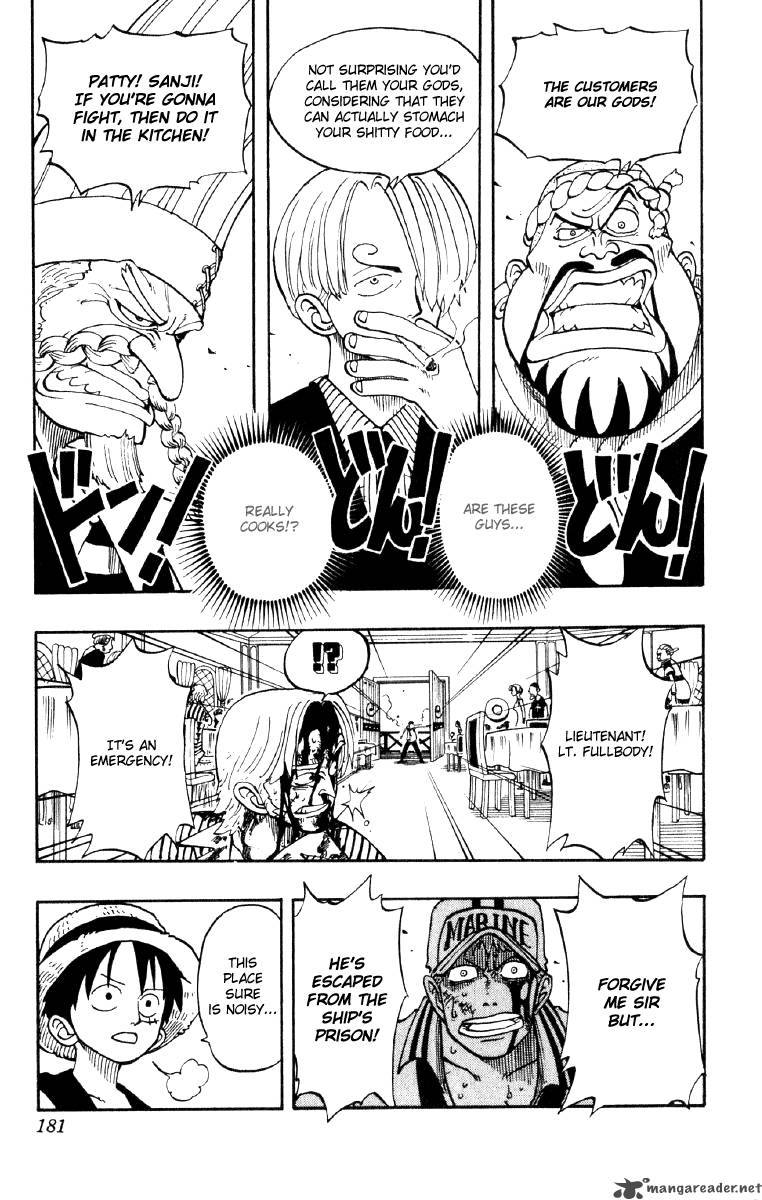 THE CUSTOMERS
ARE OUR GODS!
NOT SURPRISING YOU'D
CALL THEM YOUR GODS,
CONSIDERING THAT THEY
CAN ACTUALLY STOMACH
YOUR SHITTY FOOD...
PATTY! SANJI!
IF YOU'RE GONNA
FIGHT, THEN DO IT
IN THE KITCHEN!
どん!
どん!!
ドン!!
ARE THESE
GUYS...
REALLY
COOKS!?
LIEUTENANT!
LT. FULLBODY!
!?
IT'S AN
EMERGENCY!
FORGIVE
ME SIR
BUT...
MARINE
HE'S
ESCAPED
FROM THE
SHIP'S
PRISON!
THIS
PLACE
SURE
IS NOISY...
181
mangareader.net